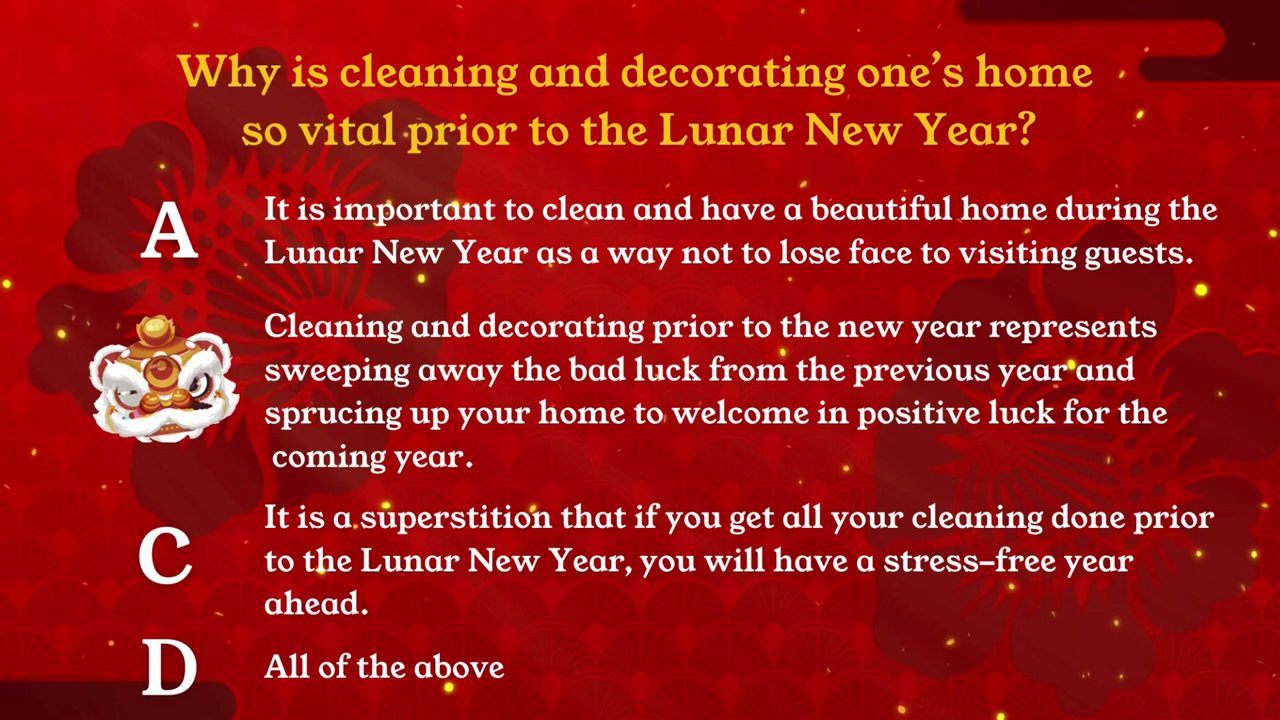 Why is cleaning and decorating one's home
so vital prior to the Lunar New Year?
A
It is important to clean and have a beautiful home during the
Lunar New Year as a way not to lose face to visiting guests.
Cleaning and decorating prior to the new year represents
sweeping away the bad luck from the previous year and
sprucing up your home to welcome in positive luck for the
coming year.
C
It is a superstition that if you get all your cleaning done prior
to the Lunar New Year, you will have a stress-free year
ahead.
D
All of the above